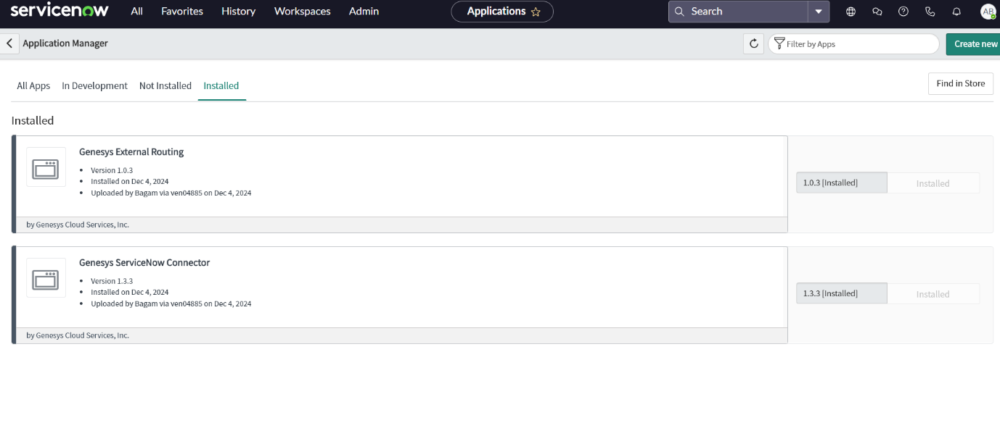 servicenow All Favorites History Workspaces Admin Applications Search AB
Application Manager Filter by Apps Create new
All Apps In Development Not Installed Installed Find in Store
Installed
Genesys External Routing
• Version 1.0.3
• Installed on Dec 4, 2024
• Uploaded by Bagam via ven04885 on Dec 4, 2024
1.0.3 [Installed] Installed
by Genesys Cloud Services, Inc.
Genesys ServiceNow Connector
• Version 1.3.3
• Installed on Dec 4, 2024
• Uploaded by Bagam via ven04885 on Dec 4, 2024
1.3.3 [Installed] Installed
by Genesys Cloud Services, Inc.